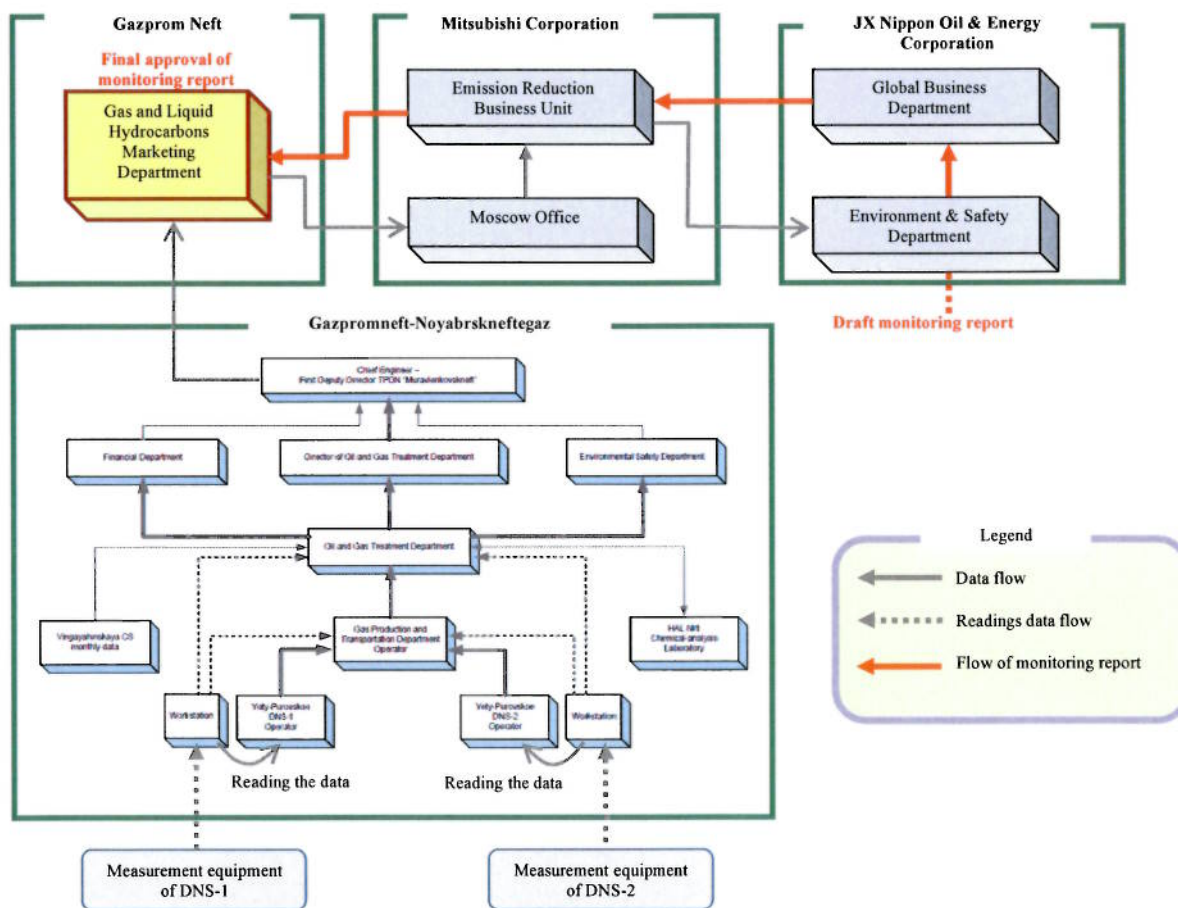 Gazprom Neft
Mitsubishi Corporation
JX Nippon Oil & Energy
Corporation
Final approval of
monitoring report
Gas and Liquid
Hydrocarbons
Marketing
Department
Emission Reduction
Business Unit
Global Business
Department
Moscow Office
Environment & Safety
Department
Draft monitoring report
Gazpromneft-Noyabrskneftegaz
Chief Engineer –
First Deputy Director TPDN "Muravlenkovskneft"
Financial Department
Director of Oil and Gas Treatment Department
Environmental Safety Department
Oil and Gas Treatment Department
Vingayahinskaya CS
monthly data
Gas Production and
Transportation Department
Operator
Chemical-analysis
Laboratory
Workstation
Yety-Purovskoe
DNS-1
Operator
Yety-Purovskoe
DNS-2
Operator
Workstation
Reading the data
Reading the data
Measurement equipment
of DNS-1
Measurement equipment
of DNS-2
Legend
Data flow
Readings data flow
Flow of monitoring report